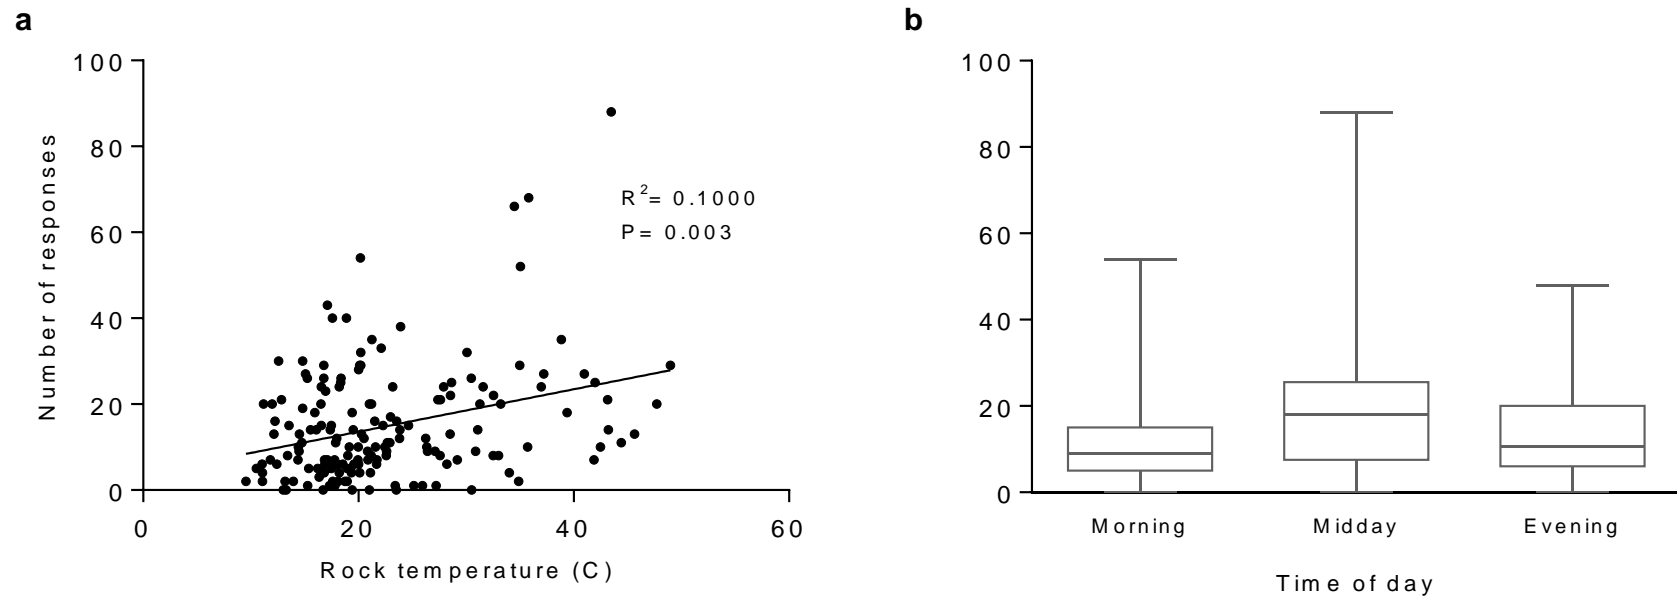 a
100
80
60
40
20
0
0 20 40 60
Number of responses
Rock temperature (C)
R²= 0.1000
P= 0.003
b
100
80
60
40
20
0
Morning Midday Evening
Time of day